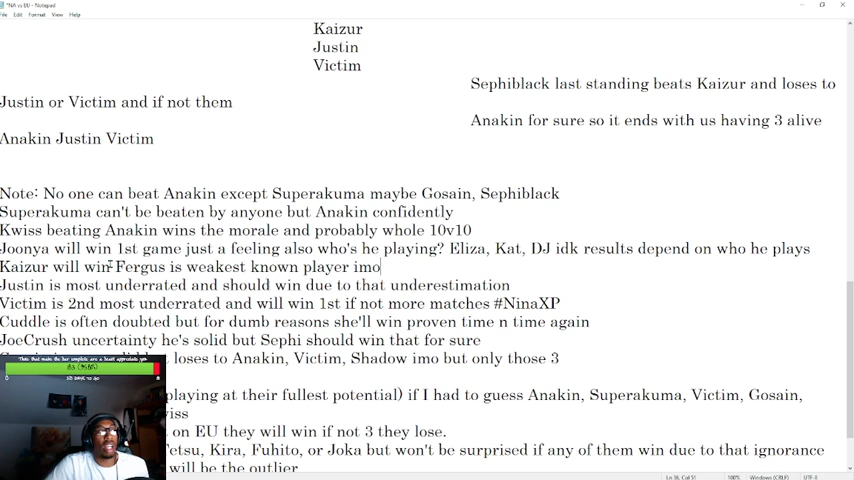 *NA vs EU - Notepad
File Edit Format View Help
Kaizur
Justin
Victim
Sephiblack last standing beats Kaizur and loses to
Justin or Victim and if not them
Anakin for sure so it ends with us having 3 alive
Anakin Justin Victim
Note: No one can beat Anakin except Superakuma maybe Gosain, Sephiblack
Superakuma can't be beaten by anyone but Anakin confidently
Kwiss beating Anakin wins the morale and probably whole 10v10
Joonya will win 1st game just a feeling also who's he playing? Eliza, Kat, DJ idk results depend on who he plays
Kaizur will win Fergus is weakest known player imo
Justin is most underrated and should win due to that underestimation
Victim is 2nd most underrated and will win 1st if not more matches #NinaXP
Cuddle is often doubted but for dumb reasons she'll win proven time n time again
JoeCrush uncertainty he's solid but Sephi should win that for sure
loses to Anakin, Victim, Shadow imo but only those 3
playing at their fullest potential) if I had to guess Anakin, Superakuma, Victim, Gosain,
on EU they will win if not 3 they lose.
Kira, Fuhito, or Joka but won't be surprised if any of them win due to that ignorance
will be the outlier
Ln 36, Col 51 100% Windows (CRLF) UTF-8